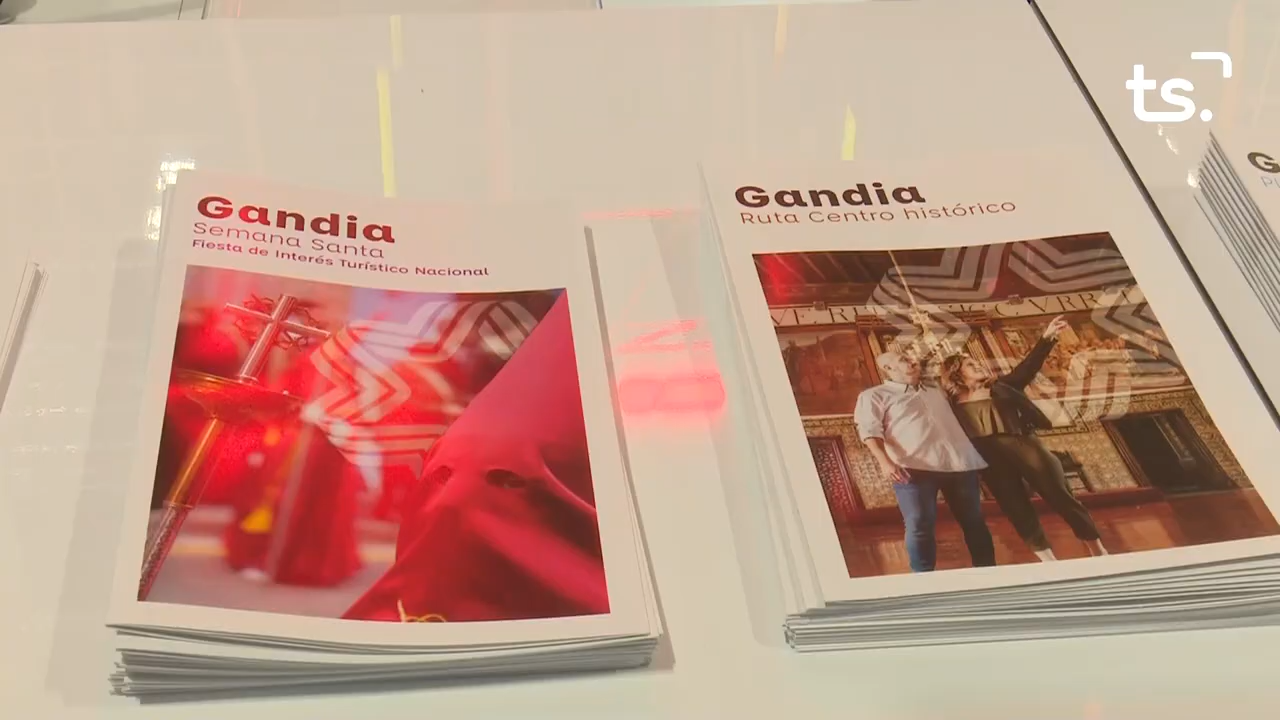 ts.
Gandia
Semana Santa
Fiesta de Interés Turístico Nacional
Gandia
Ruta Centro histórico